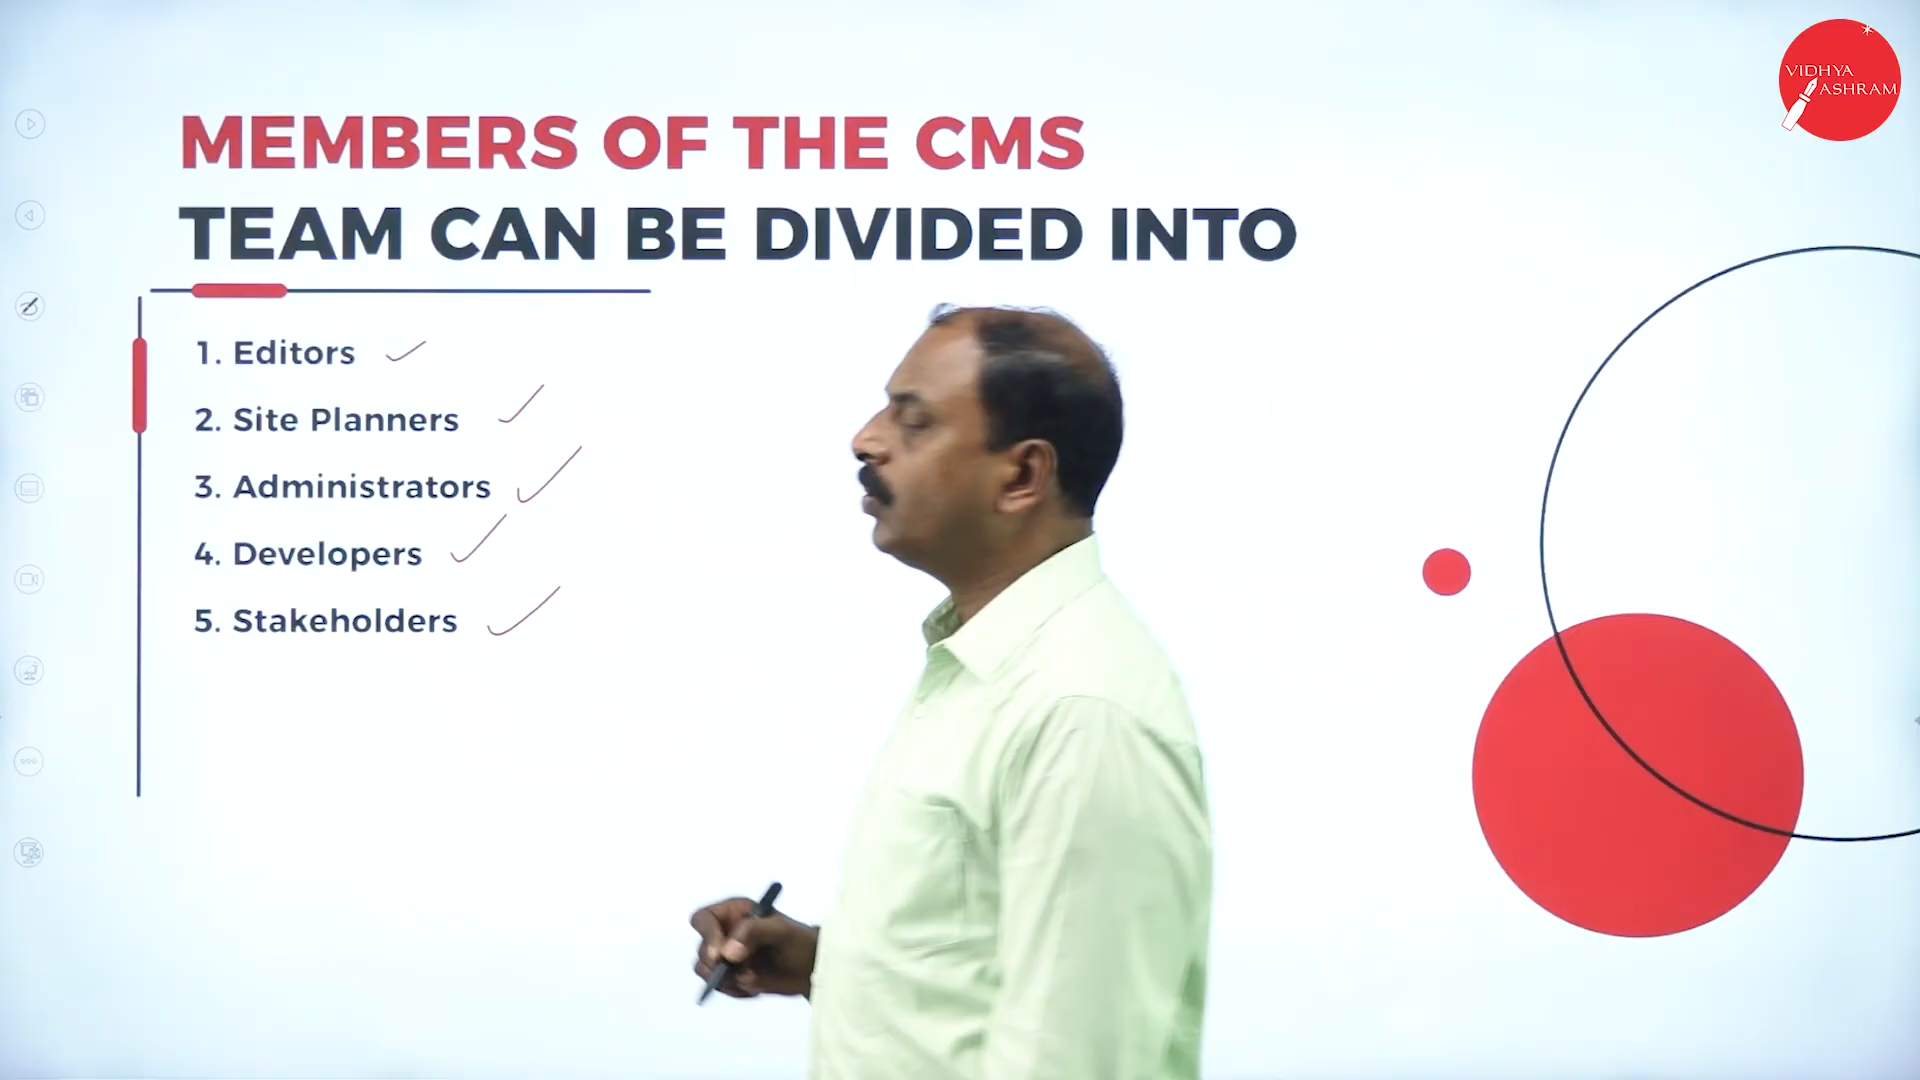 VIDHYA
ASHRAM
MEMBERS OF THE CMS
TEAM CAN BE DIVIDED INTO
1. Editors
2. Site Planners
3. Administrators
4. Developers
5. Stakeholders